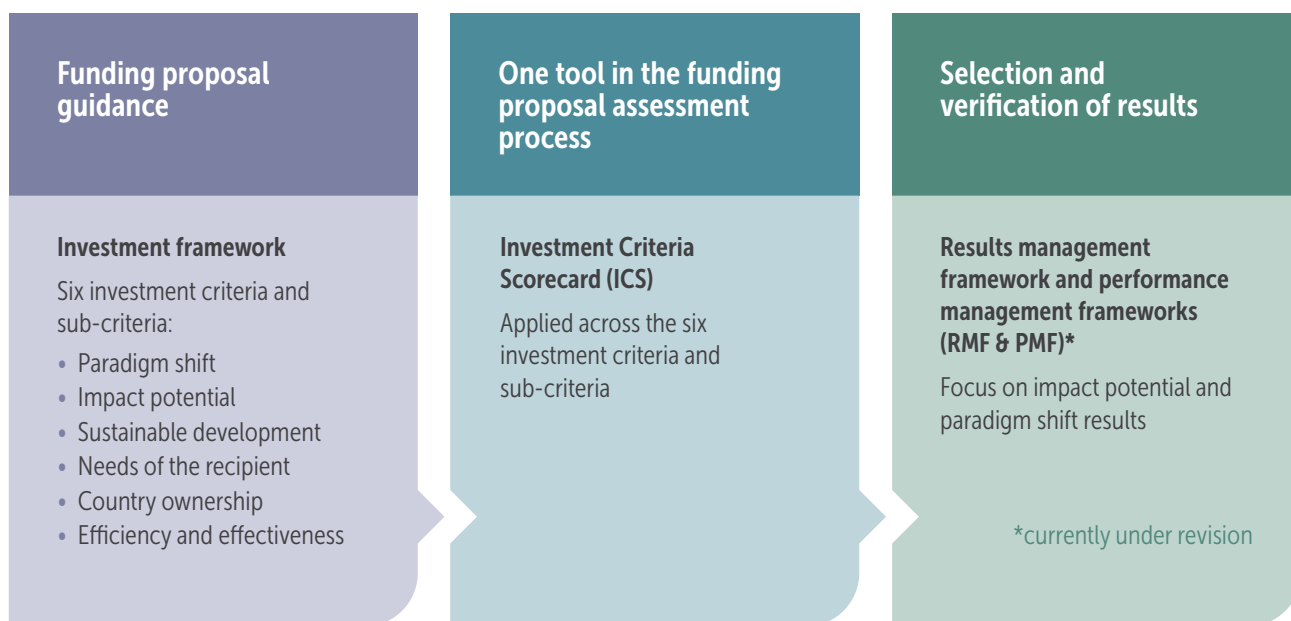 Funding proposal
guidance
Investment framework
Six investment criteria and
sub-criteria:
• Paradigm shift
• Impact potential
• Sustainable development
• Needs of the recipient
• Country ownership
• Efficiency and effectiveness
One tool in the funding
proposal assessment
process
Investment Criteria
Scorecard (ICS)
Applied across the six
investment criteria and
sub-criteria
Selection and
verification of results
Results management
framework and performance
management frameworks
(RMF & PMF)*
Focus on impact potential and
paradigm shift results
*currently under revision